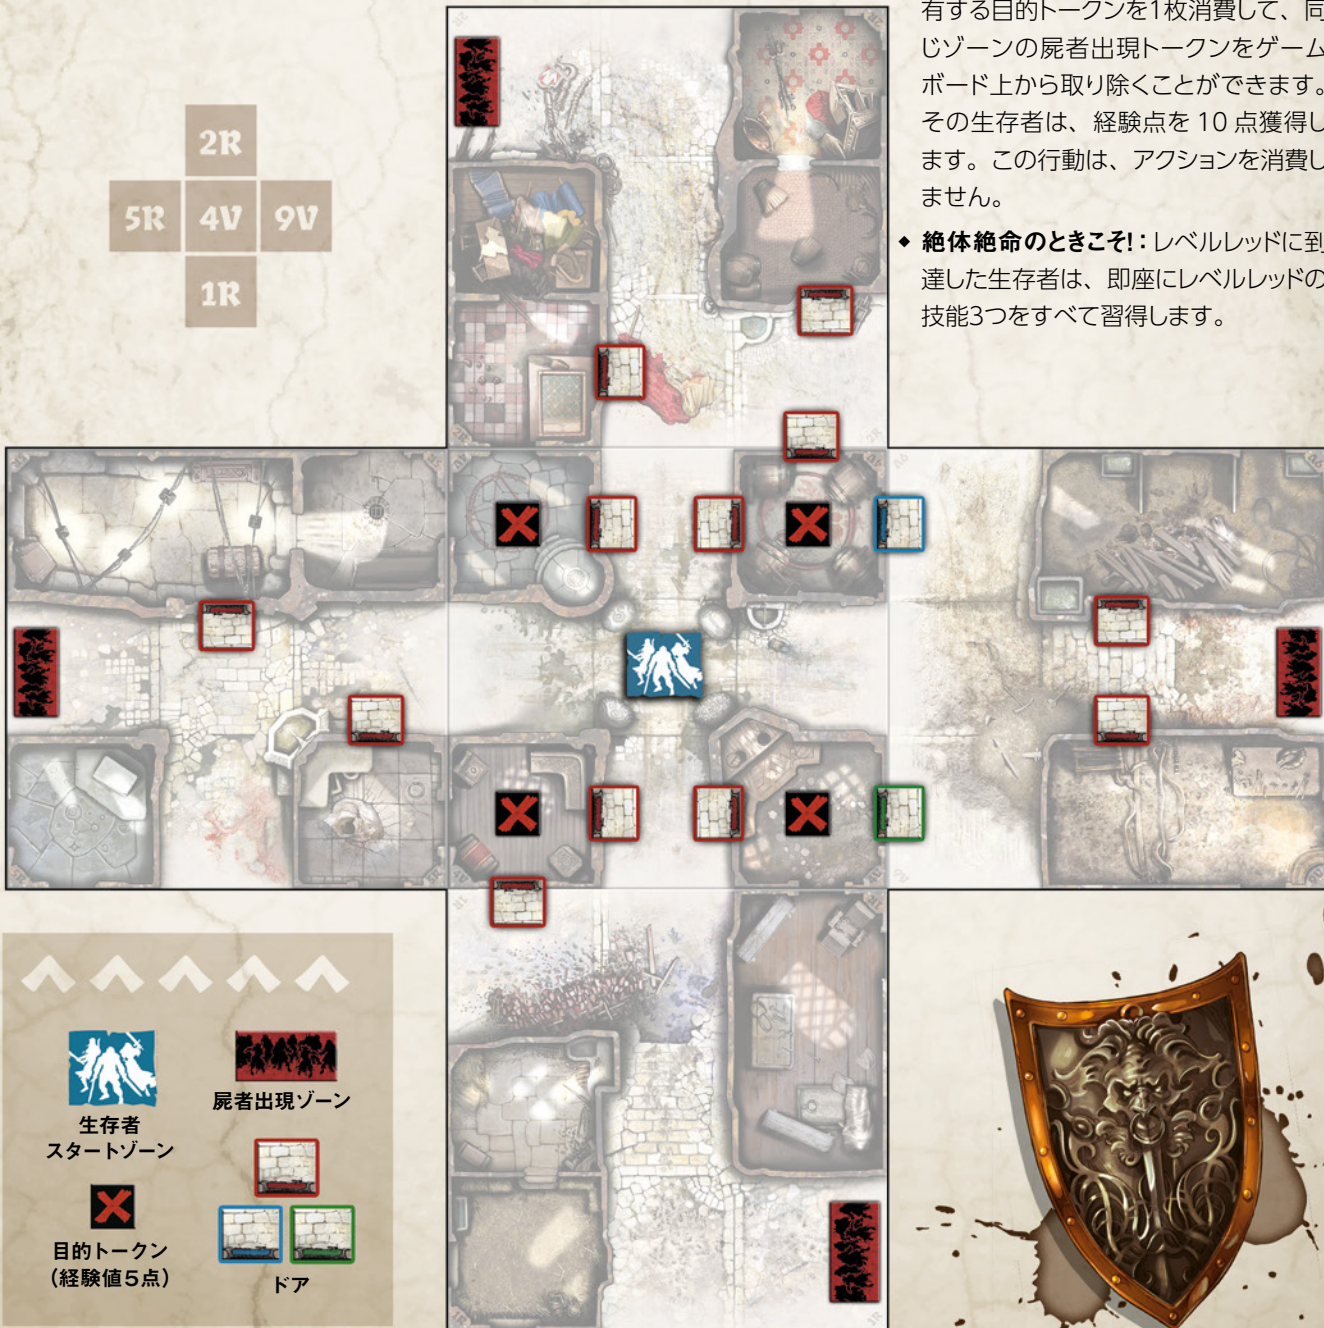 有する目的トークンを1枚消費して、同
じゾーンの屍者出現トークンをゲーム
ボード上から取り除くことができます。
その生存者は、経験点を 10 点獲得し
ます。この行動は、アクションを消費し
ません。
◆ 絶体絶命のときこそ!：レベルレッドに到
達した生存者は、即座にレベルレッドの
技能3つをすべて習得します。
2R
5R 4V 9V
1R
生存者
スタートゾーン
屍者出現ゾーン
目的トークン
（経験値5点）
ドア